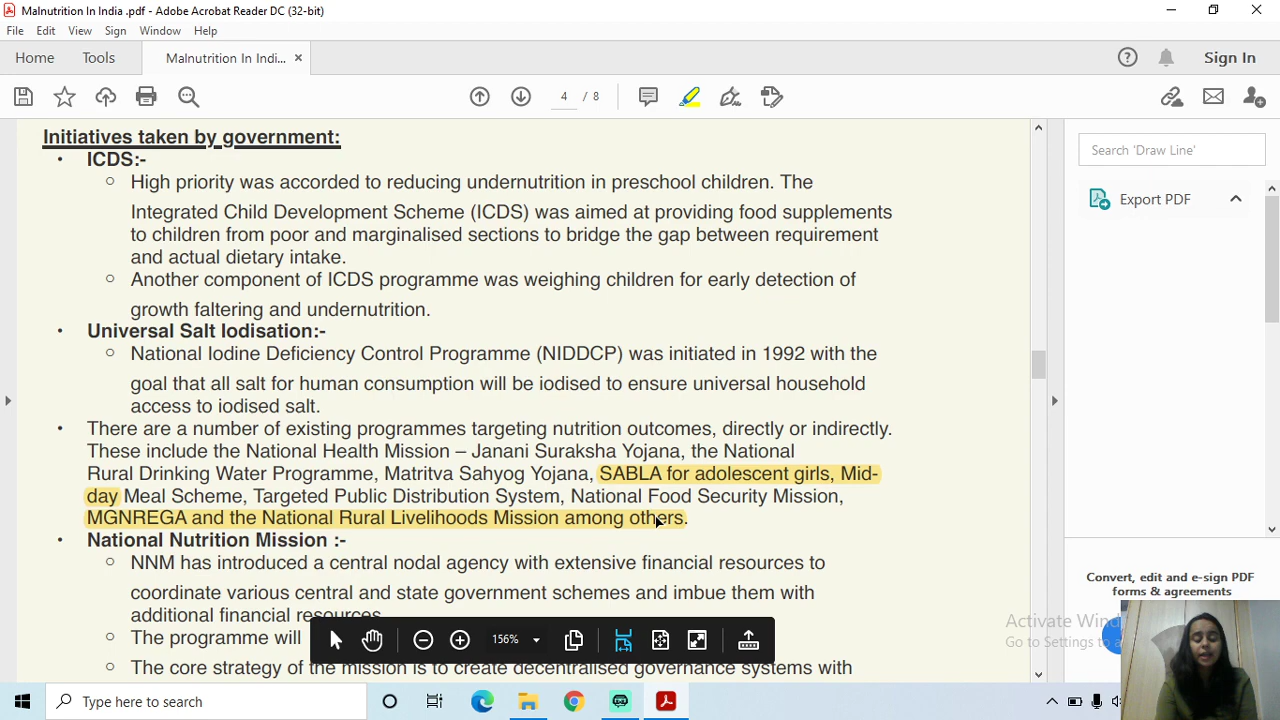 Malnutrition In India .pdf - Adobe Acrobat Reader DC (32-bit)
File Edit View Sign Window Help
Home Tools Malnutrition In Indi... × Sign In
4 / 8
Search 'Draw Line'
Export PDF
Initiatives taken by government:
• ICDS:-
○ High priority was accorded to reducing undernutrition in preschool children. The
Integrated Child Development Scheme (ICDS) was aimed at providing food supplements
to children from poor and marginalised sections to bridge the gap between requirement
and actual dietary intake.
○ Another component of ICDS programme was weighing children for early detection of
growth faltering and undernutrition.
• Universal Salt Iodisation:-
○ National Iodine Deficiency Control Programme (NIDDCP) was initiated in 1992 with the
goal that all salt for human consumption will be iodised to ensure universal household
access to iodised salt.
• There are a number of existing programmes targeting nutrition outcomes, directly or indirectly.
These include the National Health Mission – Janani Suraksha Yojana, the National
Rural Drinking Water Programme, Matritva Sahyog Yojana, SABLA for adolescent girls, Mid-
day Meal Scheme, Targeted Public Distribution System, National Food Security Mission,
MGNREGA and the National Rural Livelihoods Mission among others.
• National Nutrition Mission :-
○ NNM has introduced a central nodal agency with extensive financial resources to
coordinate various central and state government schemes and imbue them with
additional financial resources.
○ The programme will
○ The core strategy of the mission is to create decentralised governance systems with
156%
Convert, edit and e-sign PDF
forms & agreements
Activate Wind
Go to Settings to a
Type here to search